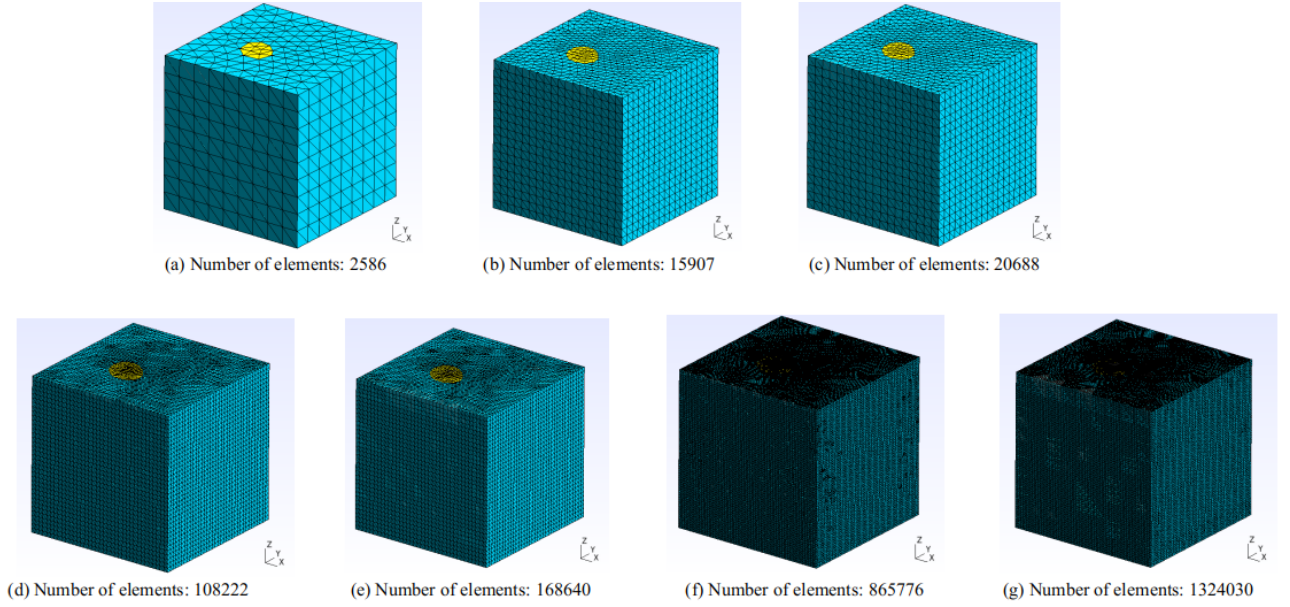 Z
Y
X
Z
Y
X
Z
Y
X
(a) Number of elements: 2586
(b) Number of elements: 15907
(c) Number of elements: 20688
Z
Y
X
Z
Y
X
Z
Y
X
Z
Y
X
(d) Number of elements: 108222
(e) Number of elements: 168640
(f) Number of elements: 865776
(g) Number of elements: 1324030